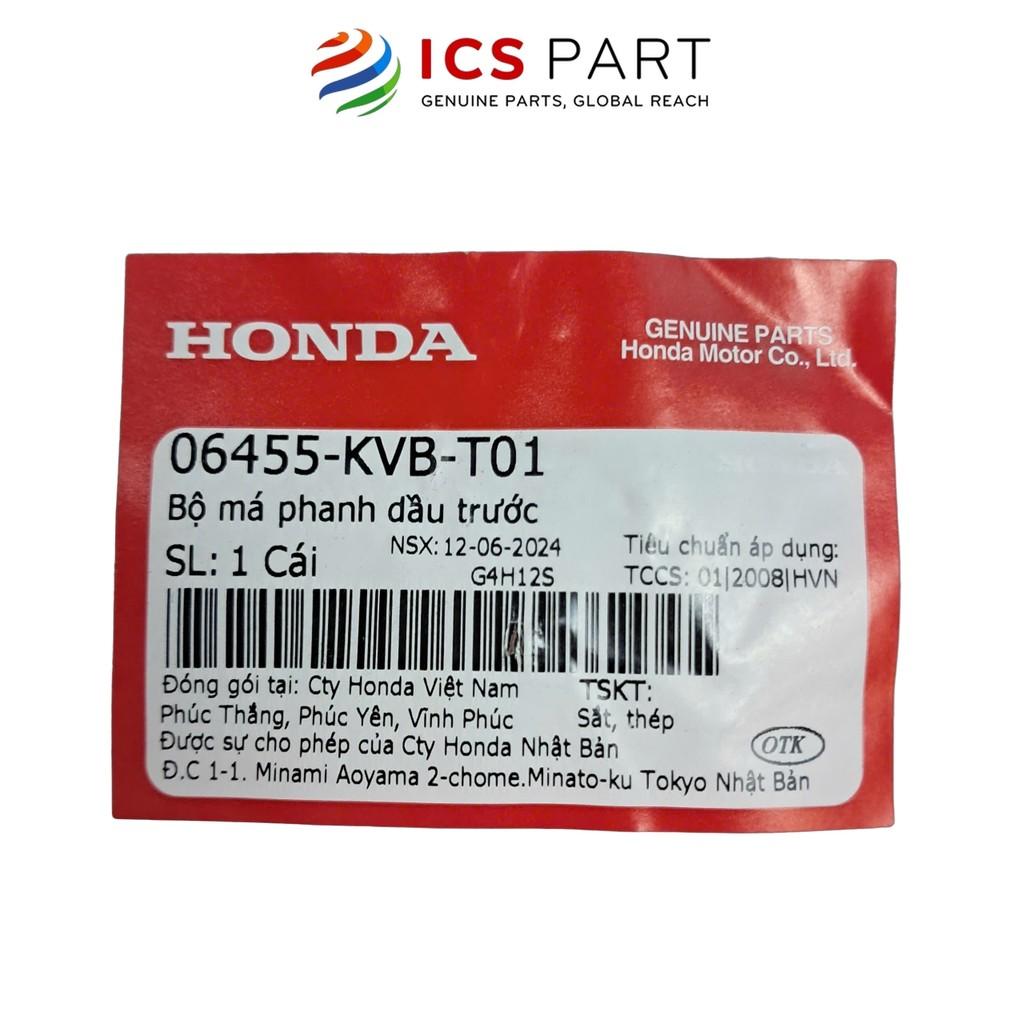 ICS PART
GENUINE PARTS, GLOBAL REACH
HONDA
GENUINE PARTS
Honda Motor Co., Ltd.
06455-KVB-T01
Bộ má phanh dầu trước
SL: 1 Cái
NSX: 12-06-2024
G4H12S
Tiêu chuẩn áp dụng:
TCCS: 01|2008|HVN
Đóng gói tại: Cty Honda Việt Nam
Phúc Thắng, Phúc Yên, Vĩnh Phúc
Được sự cho phép của Cty Honda Nhật Bản
Đ.C 1-1. Minami Aoyama 2-chome.Minato-ku Tokyo Nhật Bản
TSKT:
Sắt, thép
OTK